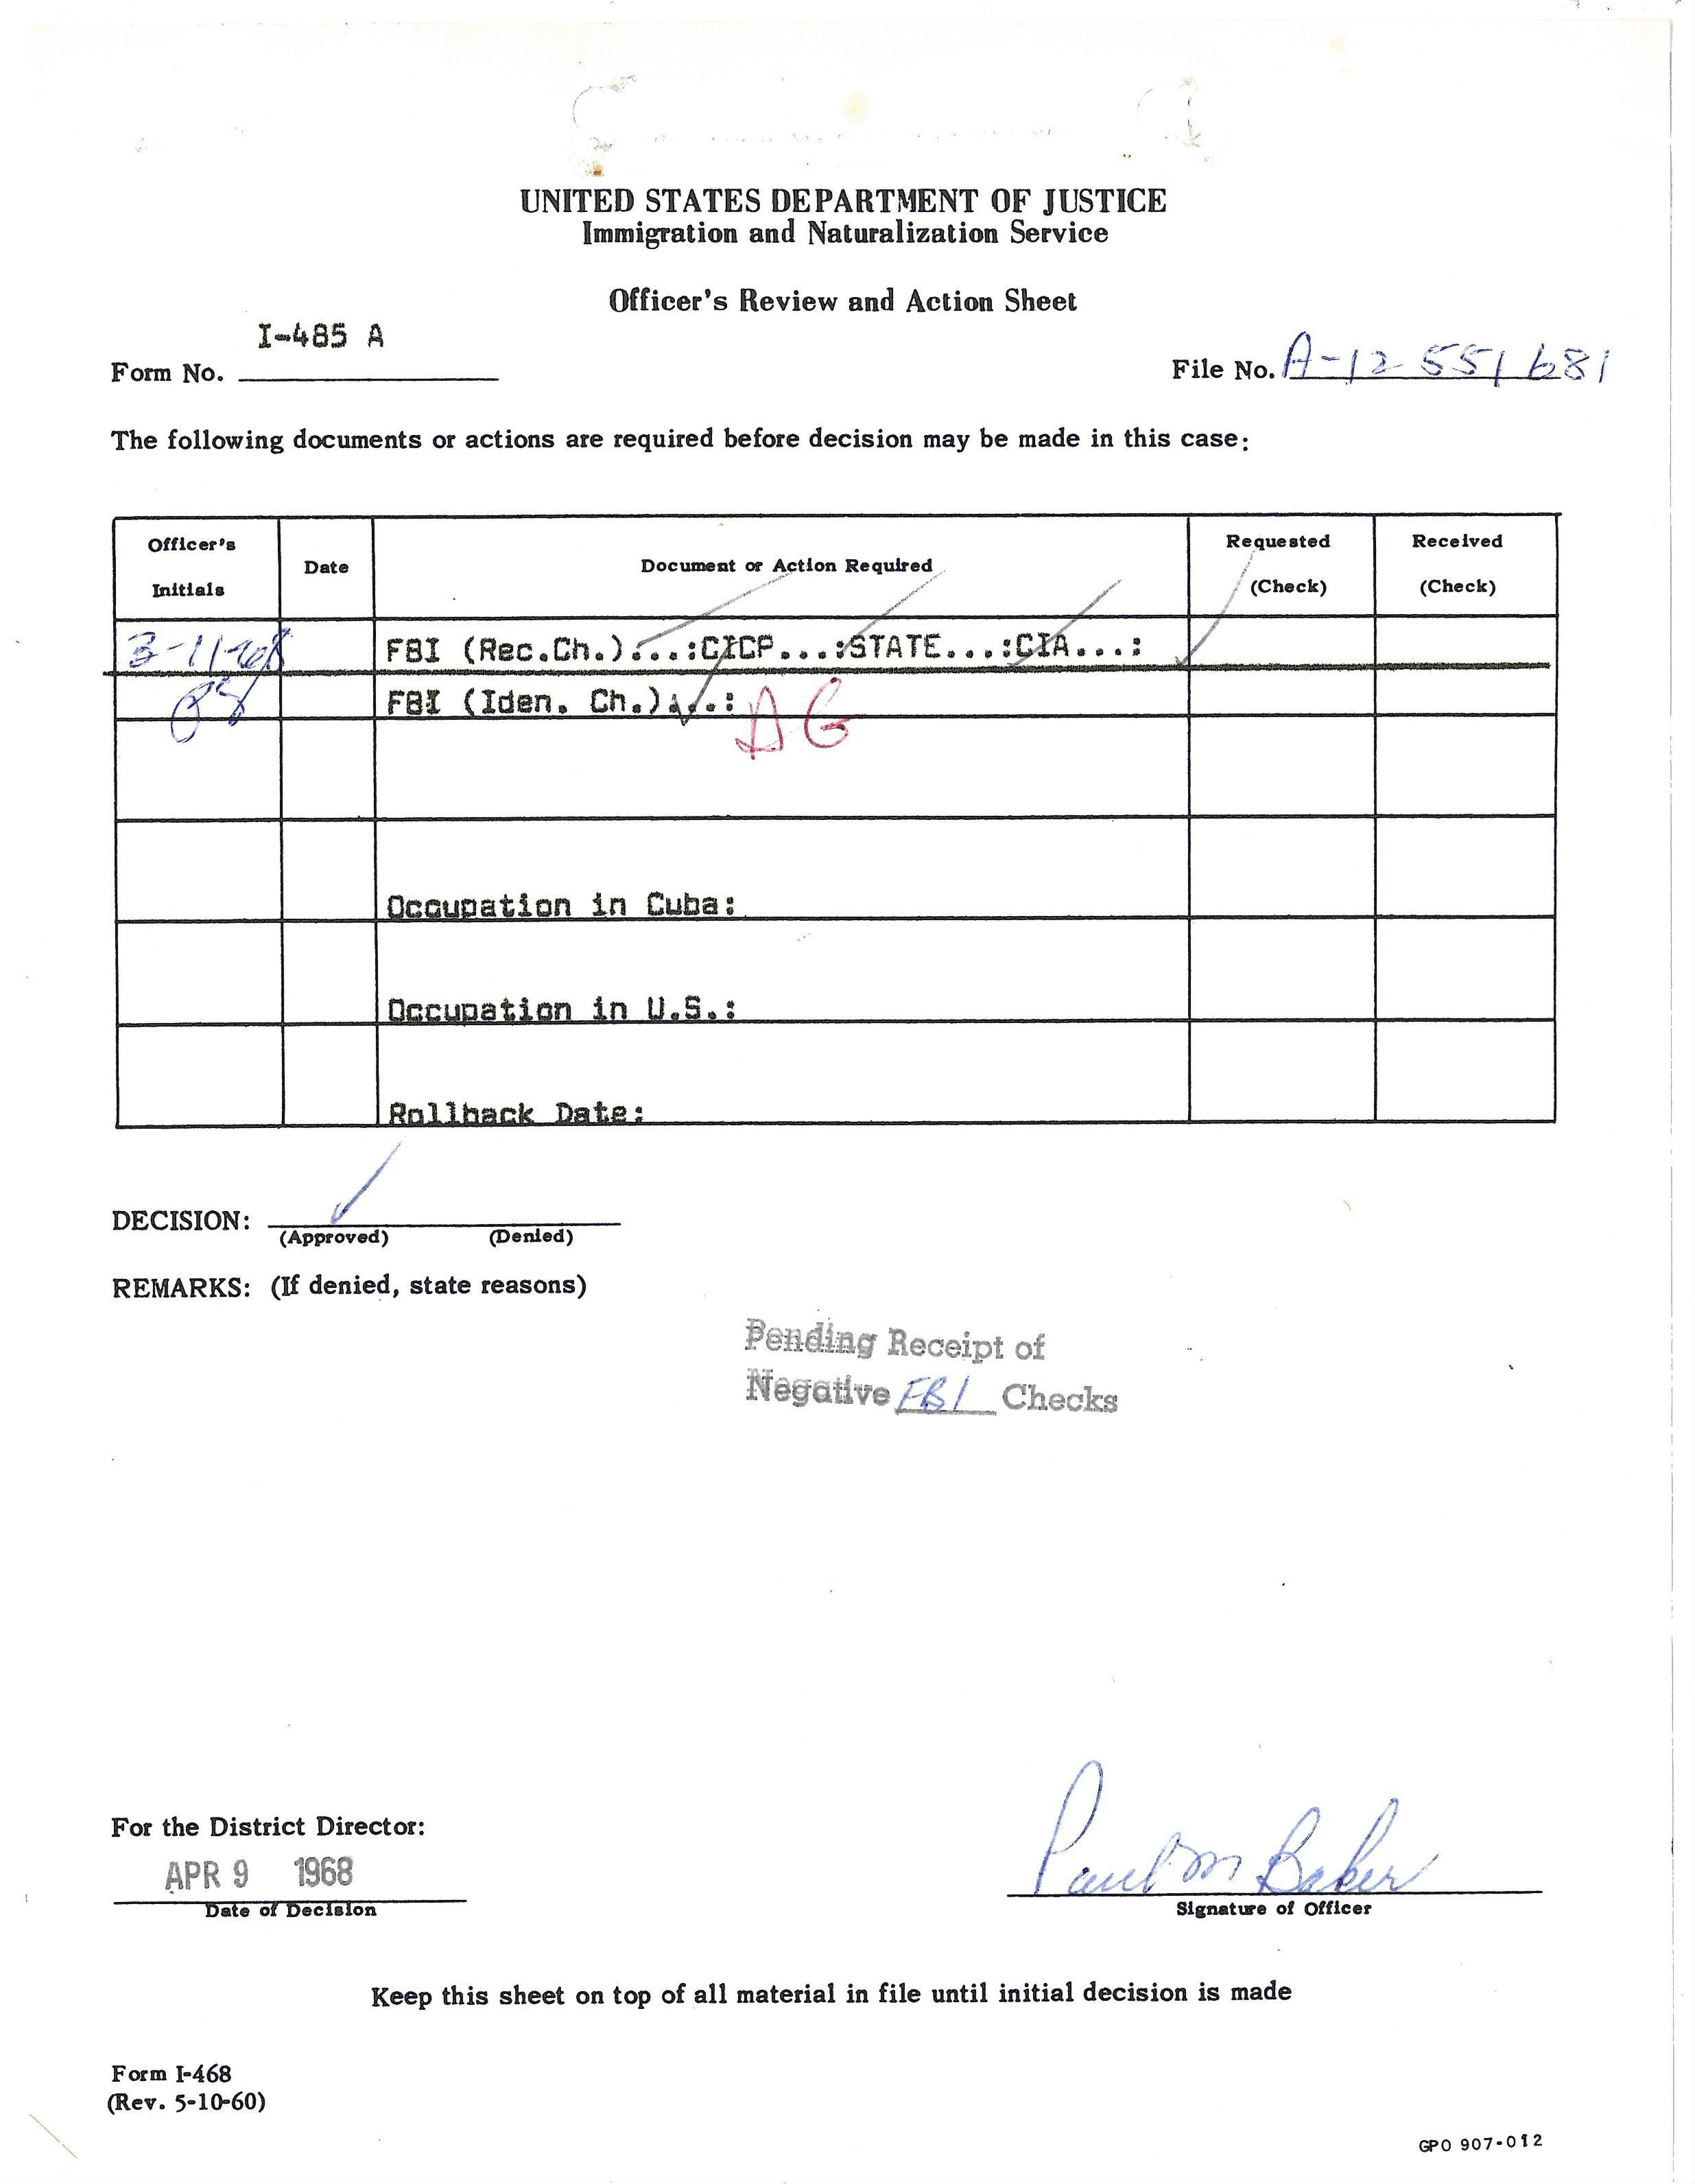 UNITED STATES DEPARTMENT OF JUSTICE
Immigration and Naturalization Service
Officer's Review and Action Sheet
I-485 A
Form No.
File No. A-12 551 681
The following documents or actions are required before decision may be made in this case:
Officer's Initials
Date
Document or Action Required
Requested (Check)
Received (Check)
3-11-68
FBI (Rec.Ch.)...:CICP...:STATE...:CIA...:
FBI (Iden. Ch.)...:
AG
Occupation in Cuba:
Occupation in U.S.:
Rollback Date:
DECISION:
(Approved) (Denied)
REMARKS: (If denied, state reasons)
Pending Receipt of
Negative FBI Checks
For the District Director:
APR 9 1968
Date of Decision
Paul M Baker
Signature of Officer
Keep this sheet on top of all material in file until initial decision is made
Form I-468
(Rev. 5-10-60)
GPO 907-012